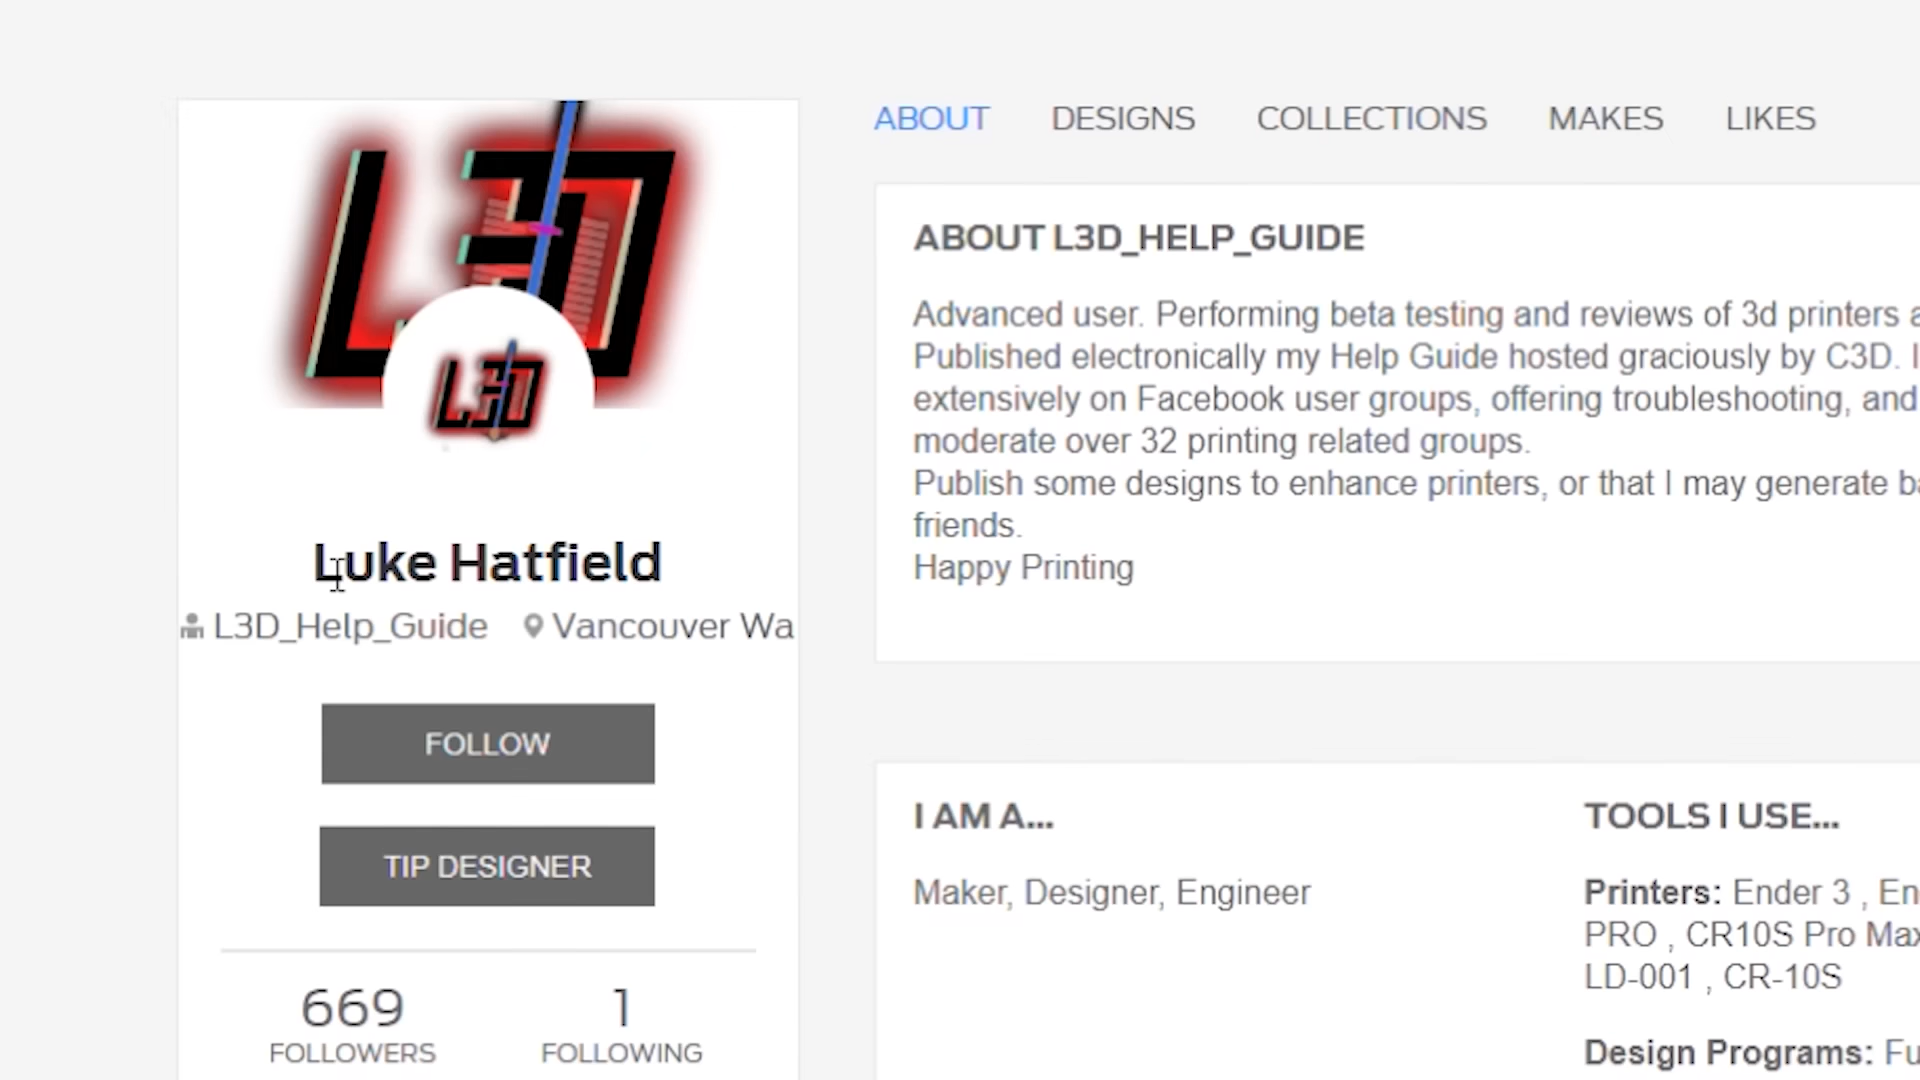 L3D
L3D
Luke Hatfield
L3D_Help_Guide Vancouver Wa
FOLLOW
TIP DESIGNER
669 1
FOLLOWERS FOLLOWING
ABOUT DESIGNS COLLECTIONS MAKES LIKES
ABOUT L3D_HELP_GUIDE
Advanced user. Performing beta testing and reviews of 3d printers
Published electronically my Help Guide hosted graciously by C3D. I
extensively on Facebook user groups, offering troubleshooting, and
moderate over 32 printing related groups.
Publish some designs to enhance printers, or that I may generate
friends.
Happy Printing
I AM A...
Maker, Designer, Engineer
TOOLS I USE...
Printers: Ender 3 , En
PRO , CR10S Pro Max
LD-001 , CR-10S
Design Programs: Fu